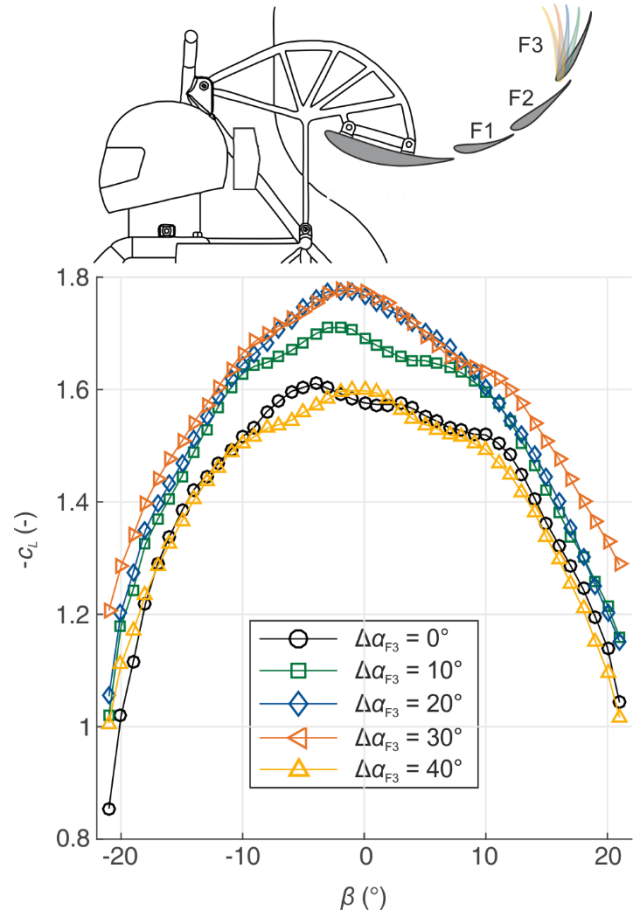 F3
F2
F1
1.8
1.6
1.4
1.2
1
0.8
-c_L (-)
Δα_F3 = 0°
Δα_F3 = 10°
Δα_F3 = 20°
Δα_F3 = 30°
Δα_F3 = 40°
-20 -10 0 10 20
β (°)